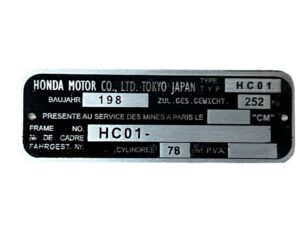 HONDA MOTOR CO., LTD. TOKYO JAPAN TYPE TYP HC01
BAUJAHR 198 ZUL.GES.GEWICHT. 252 kg
PRESENTE AU SERVICE DES MINES A PARIS LE "CM"
FRAME NO. HC01-
№ DE CADRE
FAHRGEST. Nr. CYLINDREE 78 cl P.V.A.